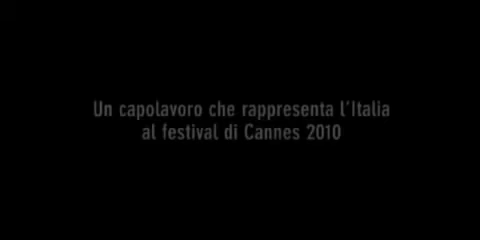 Un capolavoro che rappresenta l'Italia
al festival di Cannes 2010